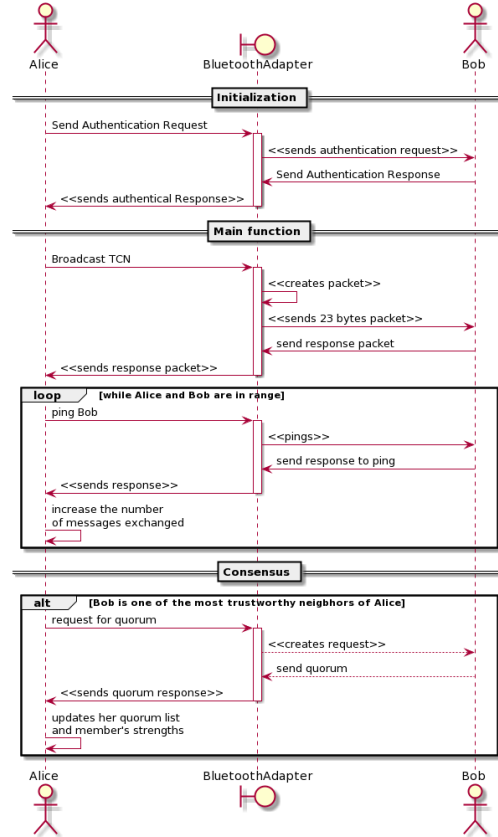 Alice
BluetoothAdapter
Bob
Initialization
Send Authentication Request
<<sends authentication request>>
Send Authentication Response
<<sends authentical Response>>
Main function
Broadcast TCN
<<creates packet>>
<<sends 23 bytes packet>>
send response packet
<<sends response packet>>
loop [while Alice and Bob are in range]
ping Bob
<<pings>>
send response to ping
<<sends response>>
increase the number
of messages exchanged
Consensus
alt [Bob is one of the most trustworthy neigbhors of Alice]
request for quorum
<<creates request>>
send quorum
<<sends quorum response>>
updates her quorum list
and member's strengths
Alice
BluetoothAdapter
Bob